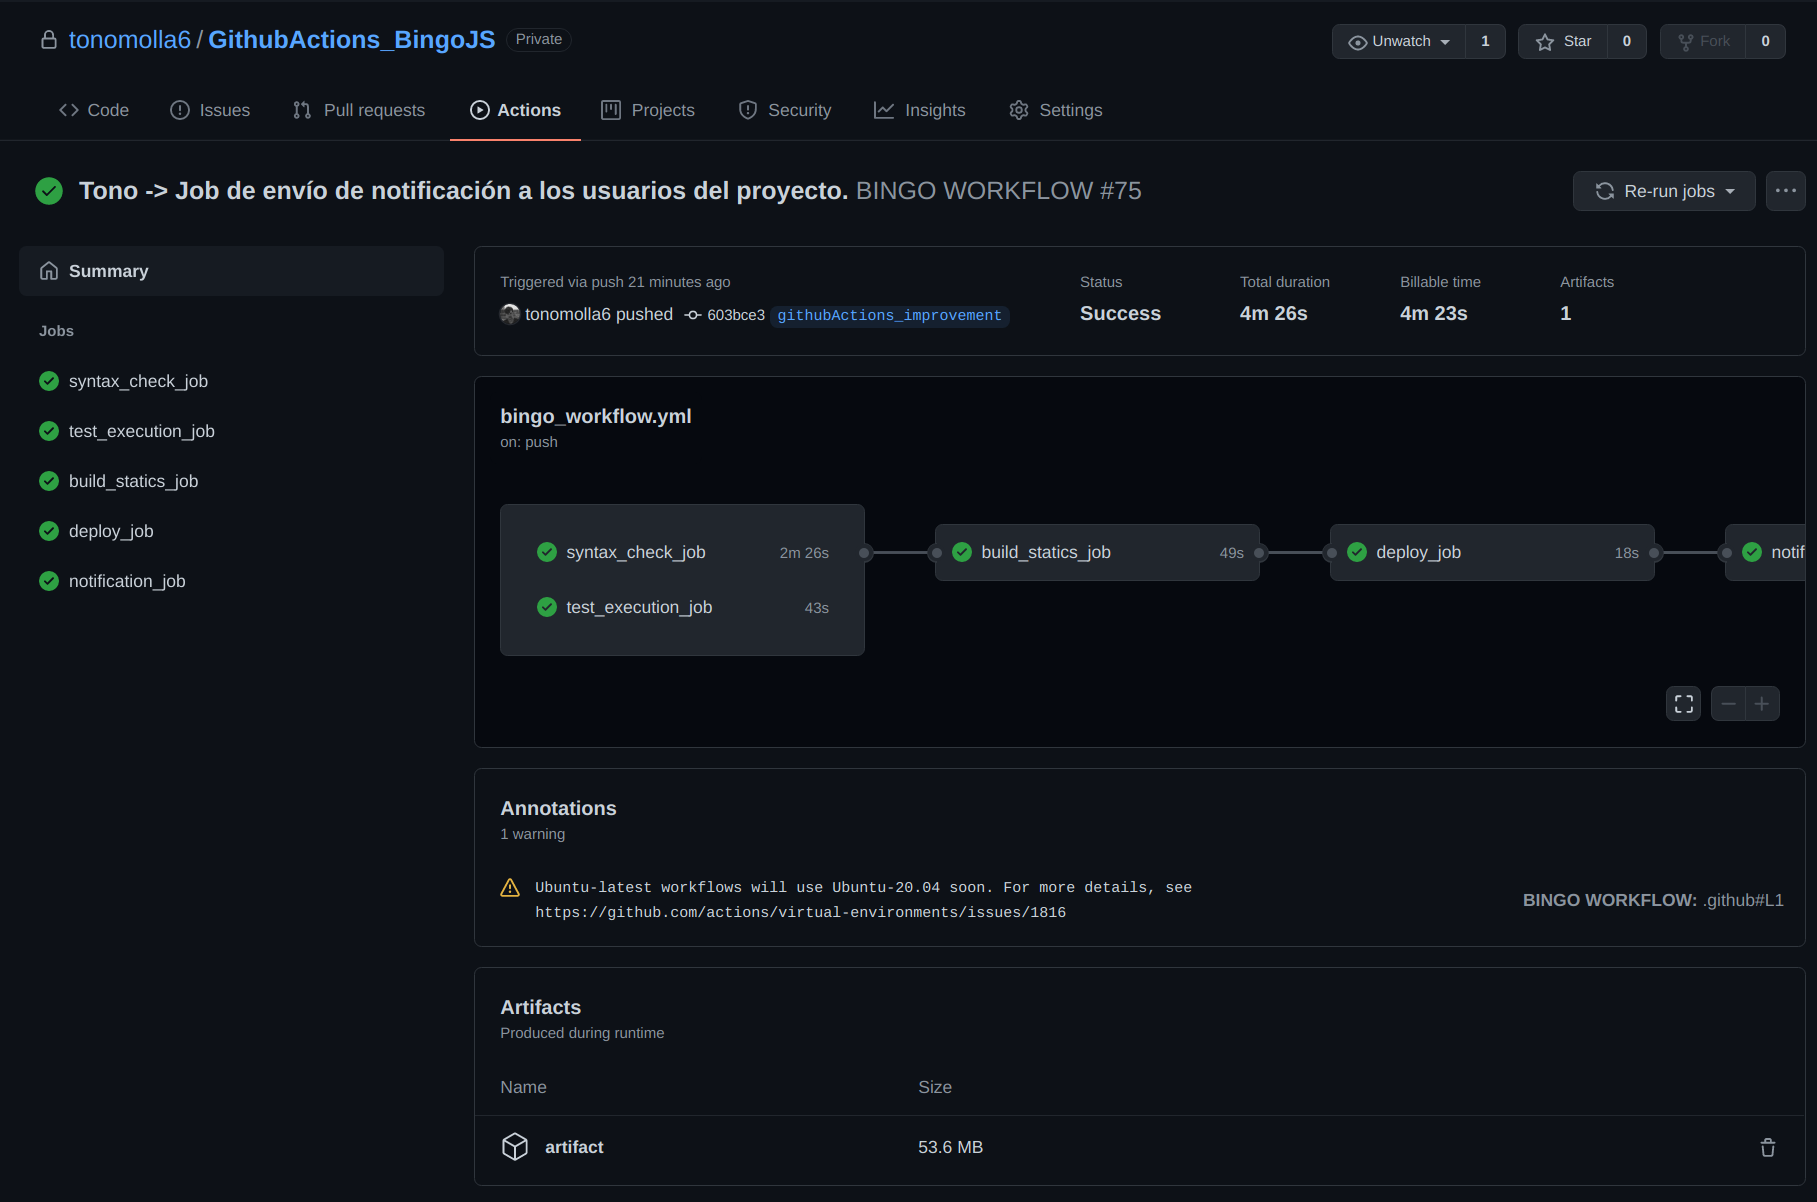 tonomolla6 / GithubActions_BingoJS Private
Unwatch 1 Star 0 Fork 0
Code Issues Pull requests Actions Projects Security Insights Settings
Tono -> Job de envío de notificación a los usuarios del proyecto. BINGO WORKFLOW #75
Re-run jobs
Summary
Jobs
syntax_check_job
test_execution_job
build_statics_job
deploy_job
notification_job
Triggered via push 21 minutes ago
tonomolla6 pushed 603bce3 githubActions_improvement
Status
Success
Total duration
4m 26s
Billable time
4m 23s
Artifacts
1
bingo_workflow.yml
on: push
syntax_check_job 2m 26s
test_execution_job 43s
build_statics_job 49s
deploy_job 18s
notif
Annotations
1 warning
Ubuntu-latest workflows will use Ubuntu-20.04 soon. For more details, see
https://github.com/actions/virtual-environments/issues/1816
BINGO WORKFLOW: .github#L1
Artifacts
Produced during runtime
Name Size
artifact 53.6 MB